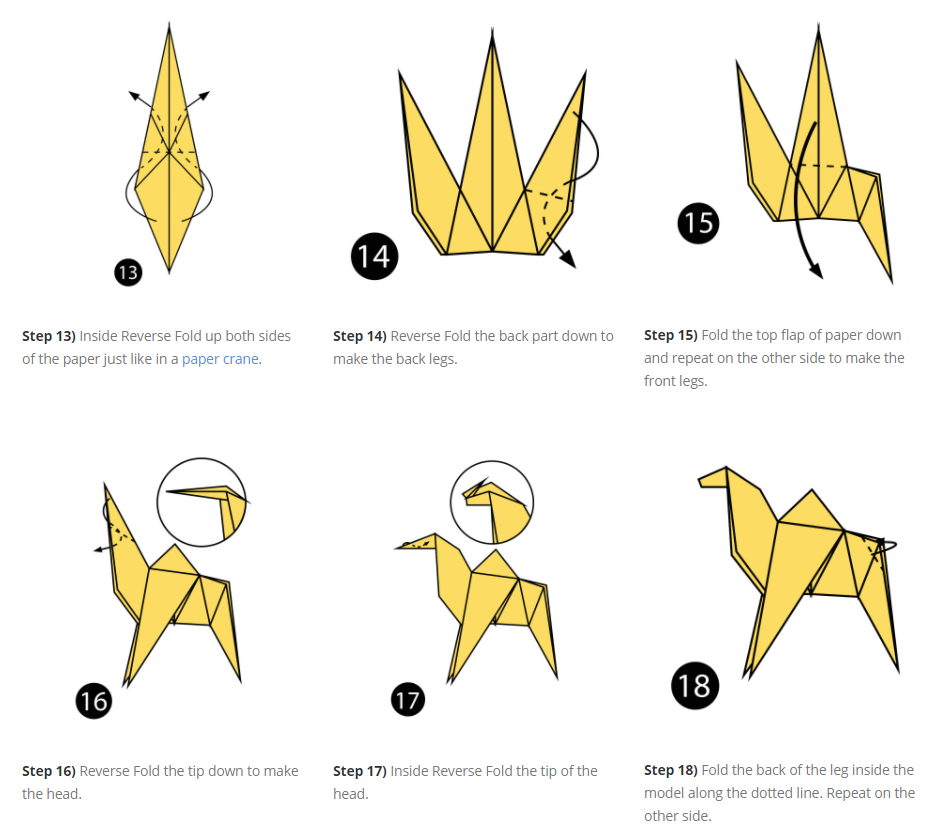 13
14
15
Step 13) Inside Reverse Fold up both sides
of the paper just like in a paper crane.
Step 14) Reverse Fold the back part down to
make the back legs.
Step 15) Fold the top flap of paper down
and repeat on the other side to make the
front legs.
16
17
18
Step 16) Reverse Fold the tip down to make
the head.
Step 17) Inside Reverse Fold the tip of the
head.
Step 18) Fold the back of the leg inside the
model along the dotted line. Repeat on the
other side.